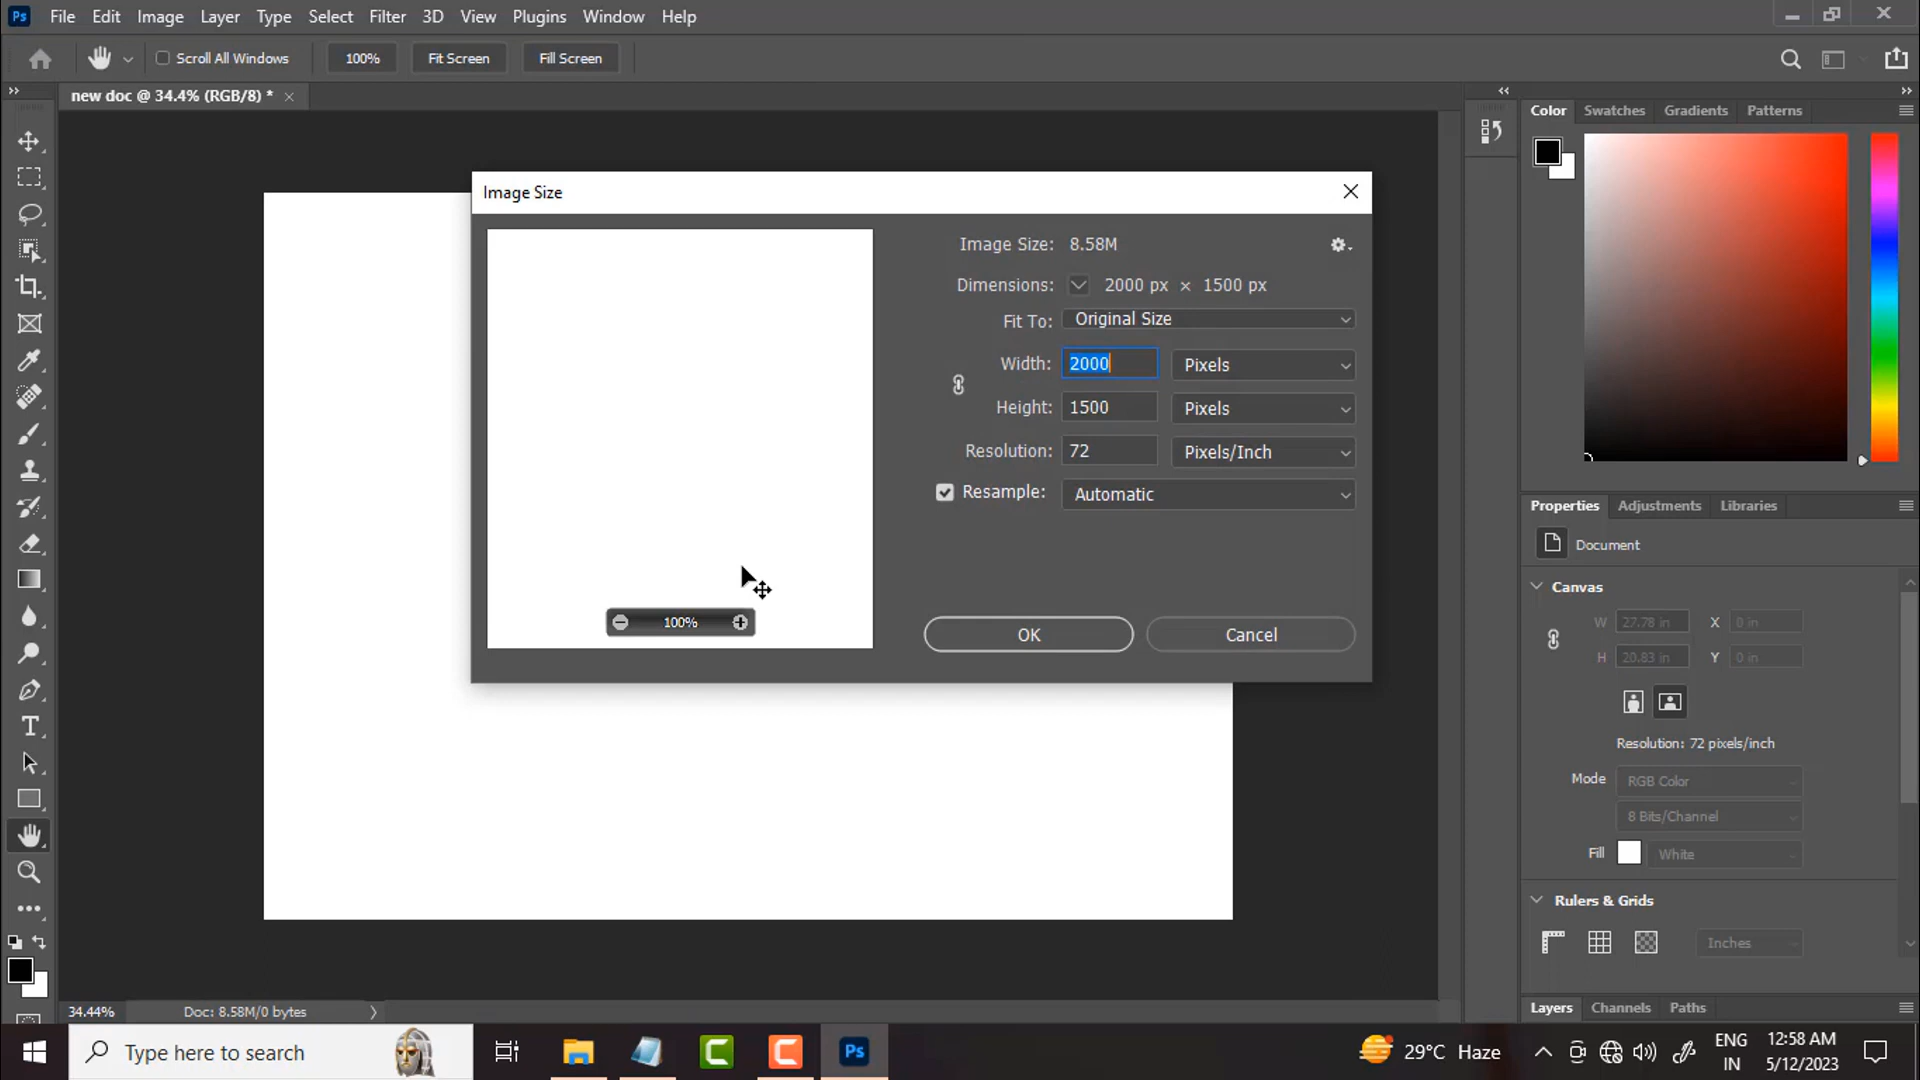 Ps File Edit Image Layer Type Select Filter 3D View Plugins Window Help
Scroll All Windows 100% Fit Screen Fill Screen
new doc @ 34.4% (RGB/8) *
Color Swatches Gradients Patterns
Image Size
Image Size: 8.58M
Dimensions: 2000 px × 1500 px
Fit To: Original Size
Width: 2000 Pixels
Height: 1500 Pixels
Resolution: 72 Pixels/Inch
Resample: Automatic
100%
OK Cancel
Properties Adjustments Libraries
Document
Canvas
W 27.78 in X 0 in
H 20.83 in Y 0 in
Resolution: 72 pixels/inch
Mode RGB Color
8 Bits/Channel
Fill White
Rulers & Grids
Inches
Layers Channels Paths
34.44% Doc: 8.58M/0 bytes
Type here to search
Ps
29°C Haze
ENG
IN
12:58 AM
5/12/2023